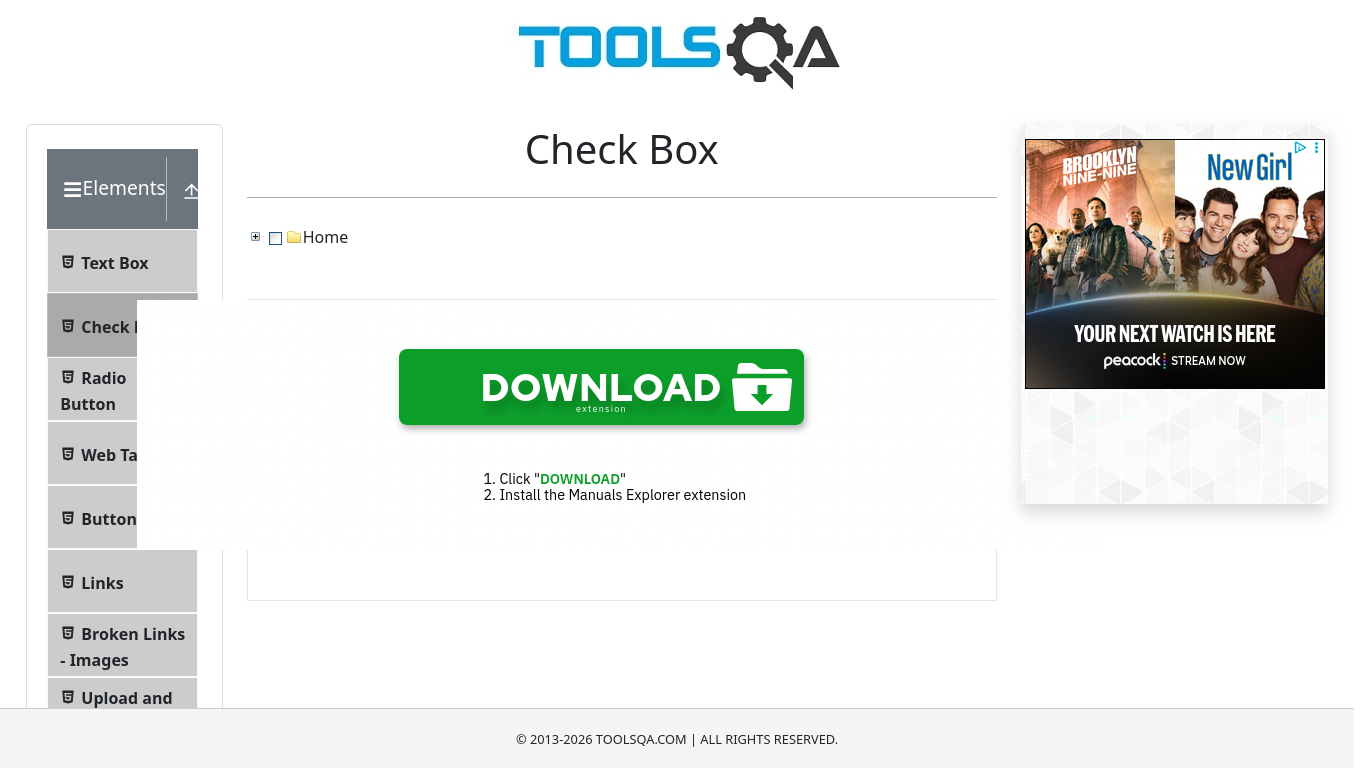 TOOLSQA
Elements
Text Box
Check
Radio
Button
Web Ta
Button
Links
Broken Links
- Images
Upload and
Check Box
Home
DOWNLOAD
extension
1. Click "DOWNLOAD"
2. Install the Manuals Explorer extension
BROOKLYN
NINE-NINE
New Girl
YOUR NEXT WATCH IS HERE
peacock STREAM NOW
© 2013-2026 TOOLSQA.COM | ALL RIGHTS RESERVED.